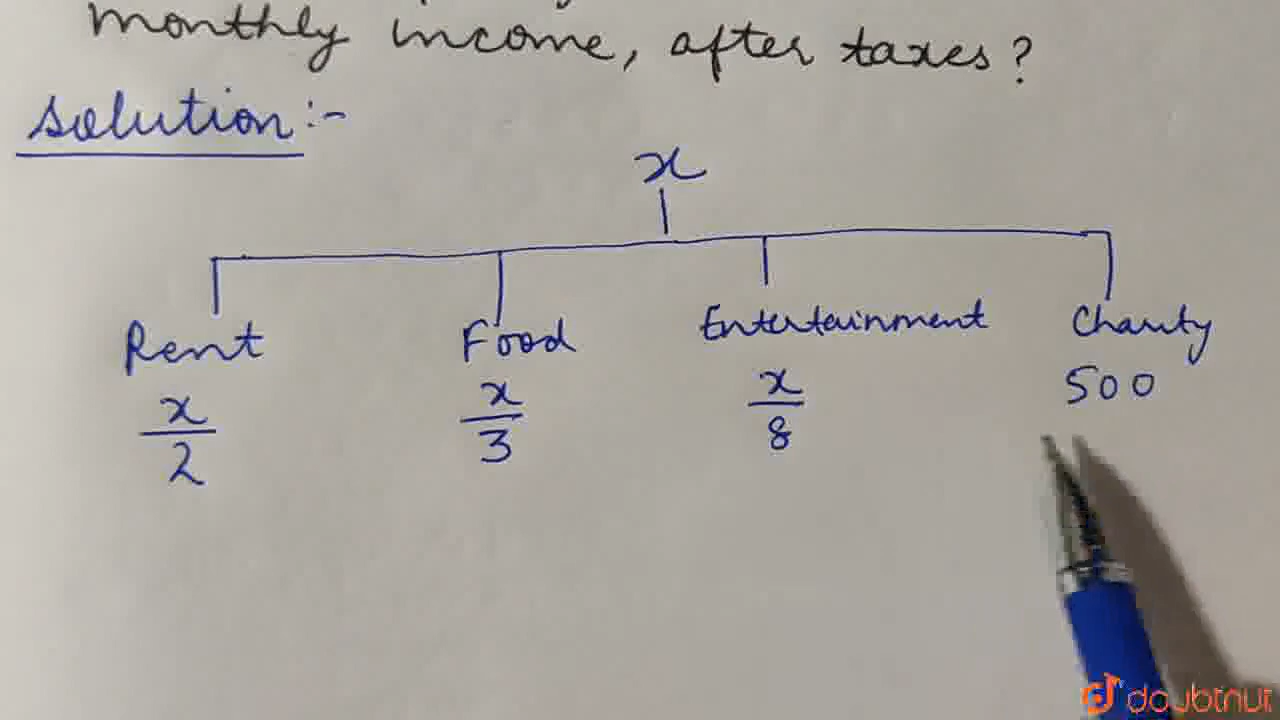 monthly income, after taxes?
Solution:-
x
Rent Food Entertainment Charity
x/2 x/3 x/8 500
doubtnut